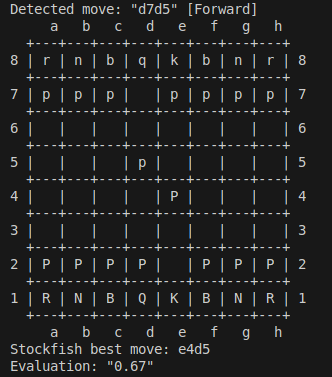 Detected move: "d7d5" [Forward]
     a   b   c   d   e   f   g   h
   +---+---+---+---+---+---+---+---+
 8 | r | n | b | q | k | b | n | r | 8
   +---+---+---+---+---+---+---+---+
 7 | p | p | p |   | p | p | p | p | 7
   +---+---+---+---+---+---+---+---+
 6 |   |   |   |   |   |   |   |   | 6
   +---+---+---+---+---+---+---+---+
 5 |   |   |   | p |   |   |   |   | 5
   +---+---+---+---+---+---+---+---+
 4 |   |   |   |   | P |   |   |   | 4
   +---+---+---+---+---+---+---+---+
 3 |   |   |   |   |   |   |   |   | 3
   +---+---+---+---+---+---+---+---+
 2 | P | P | P | P |   | P | P | P | 2
   +---+---+---+---+---+---+---+---+
 1 | R | N | B | Q | K | B | N | R | 1
   +---+---+---+---+---+---+---+---+
     a   b   c   d   e   f   g   h
Stockfish best move: e4d5
Evaluation: "0.67"